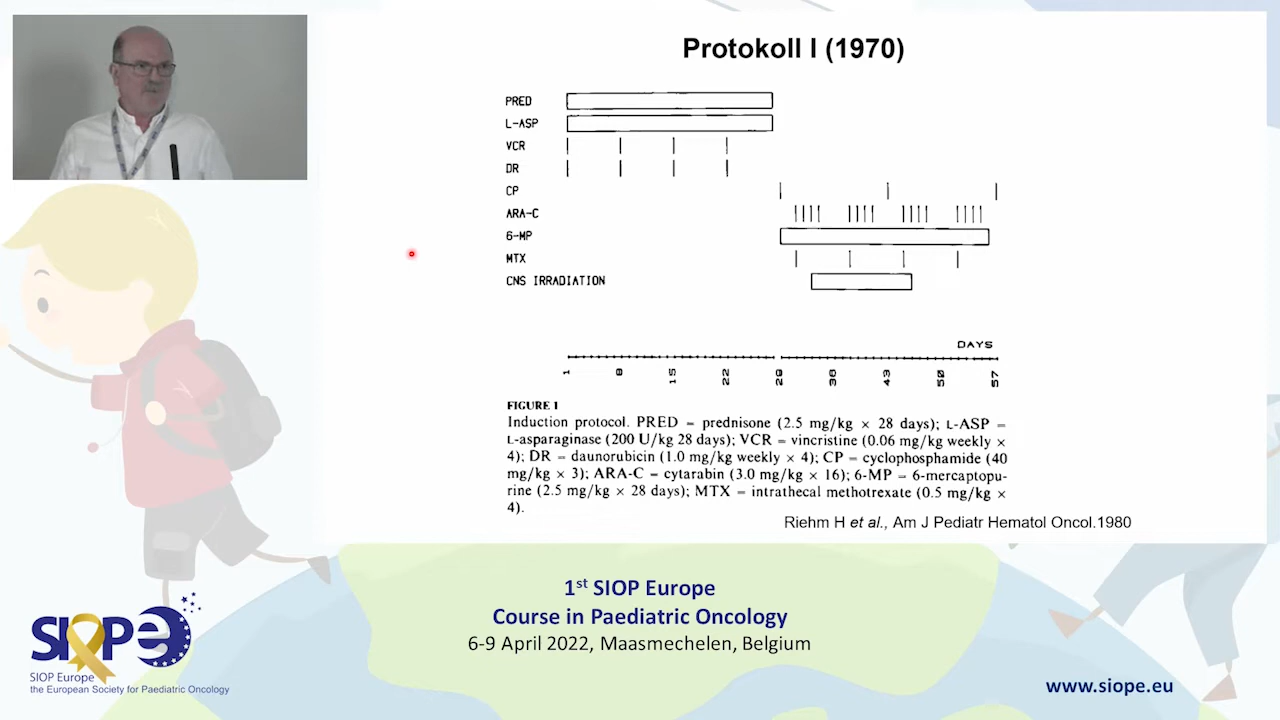 Protokoll I (1970)
PRED
L-ASP
VCR
DR
CP
ARA-C
6-MP
MTX
CNS IRRADIATION
DAYS
1 8 15 22 28 36 43 50 57
FIGURE 1
Induction protocol. PRED = prednisone (2.5 mg/kg × 28 days); L-ASP =
L-asparaginase (200 U/kg 28 days); VCR = vincristine (0.06 mg/kg weekly ×
4); DR = daunorubicin (1.0 mg/kg weekly × 4); CP = cyclophosphamide (40
mg/kg × 3); ARA-C = cytarabin (3.0 mg/kg × 16); 6-MP = 6-mercaptopu-
rine (2.5 mg/kg × 28 days); MTX = intrathecal methotrexate (0.5 mg/kg ×
4).
Riehm H et al., Am J Pediatr Hematol Oncol.1980
1st SIOP Europe
Course in Paediatric Oncology
6-9 April 2022, Maasmechelen, Belgium
SIOPe
SIOP Europe
the European Society for Paediatric Oncology
www.siope.eu